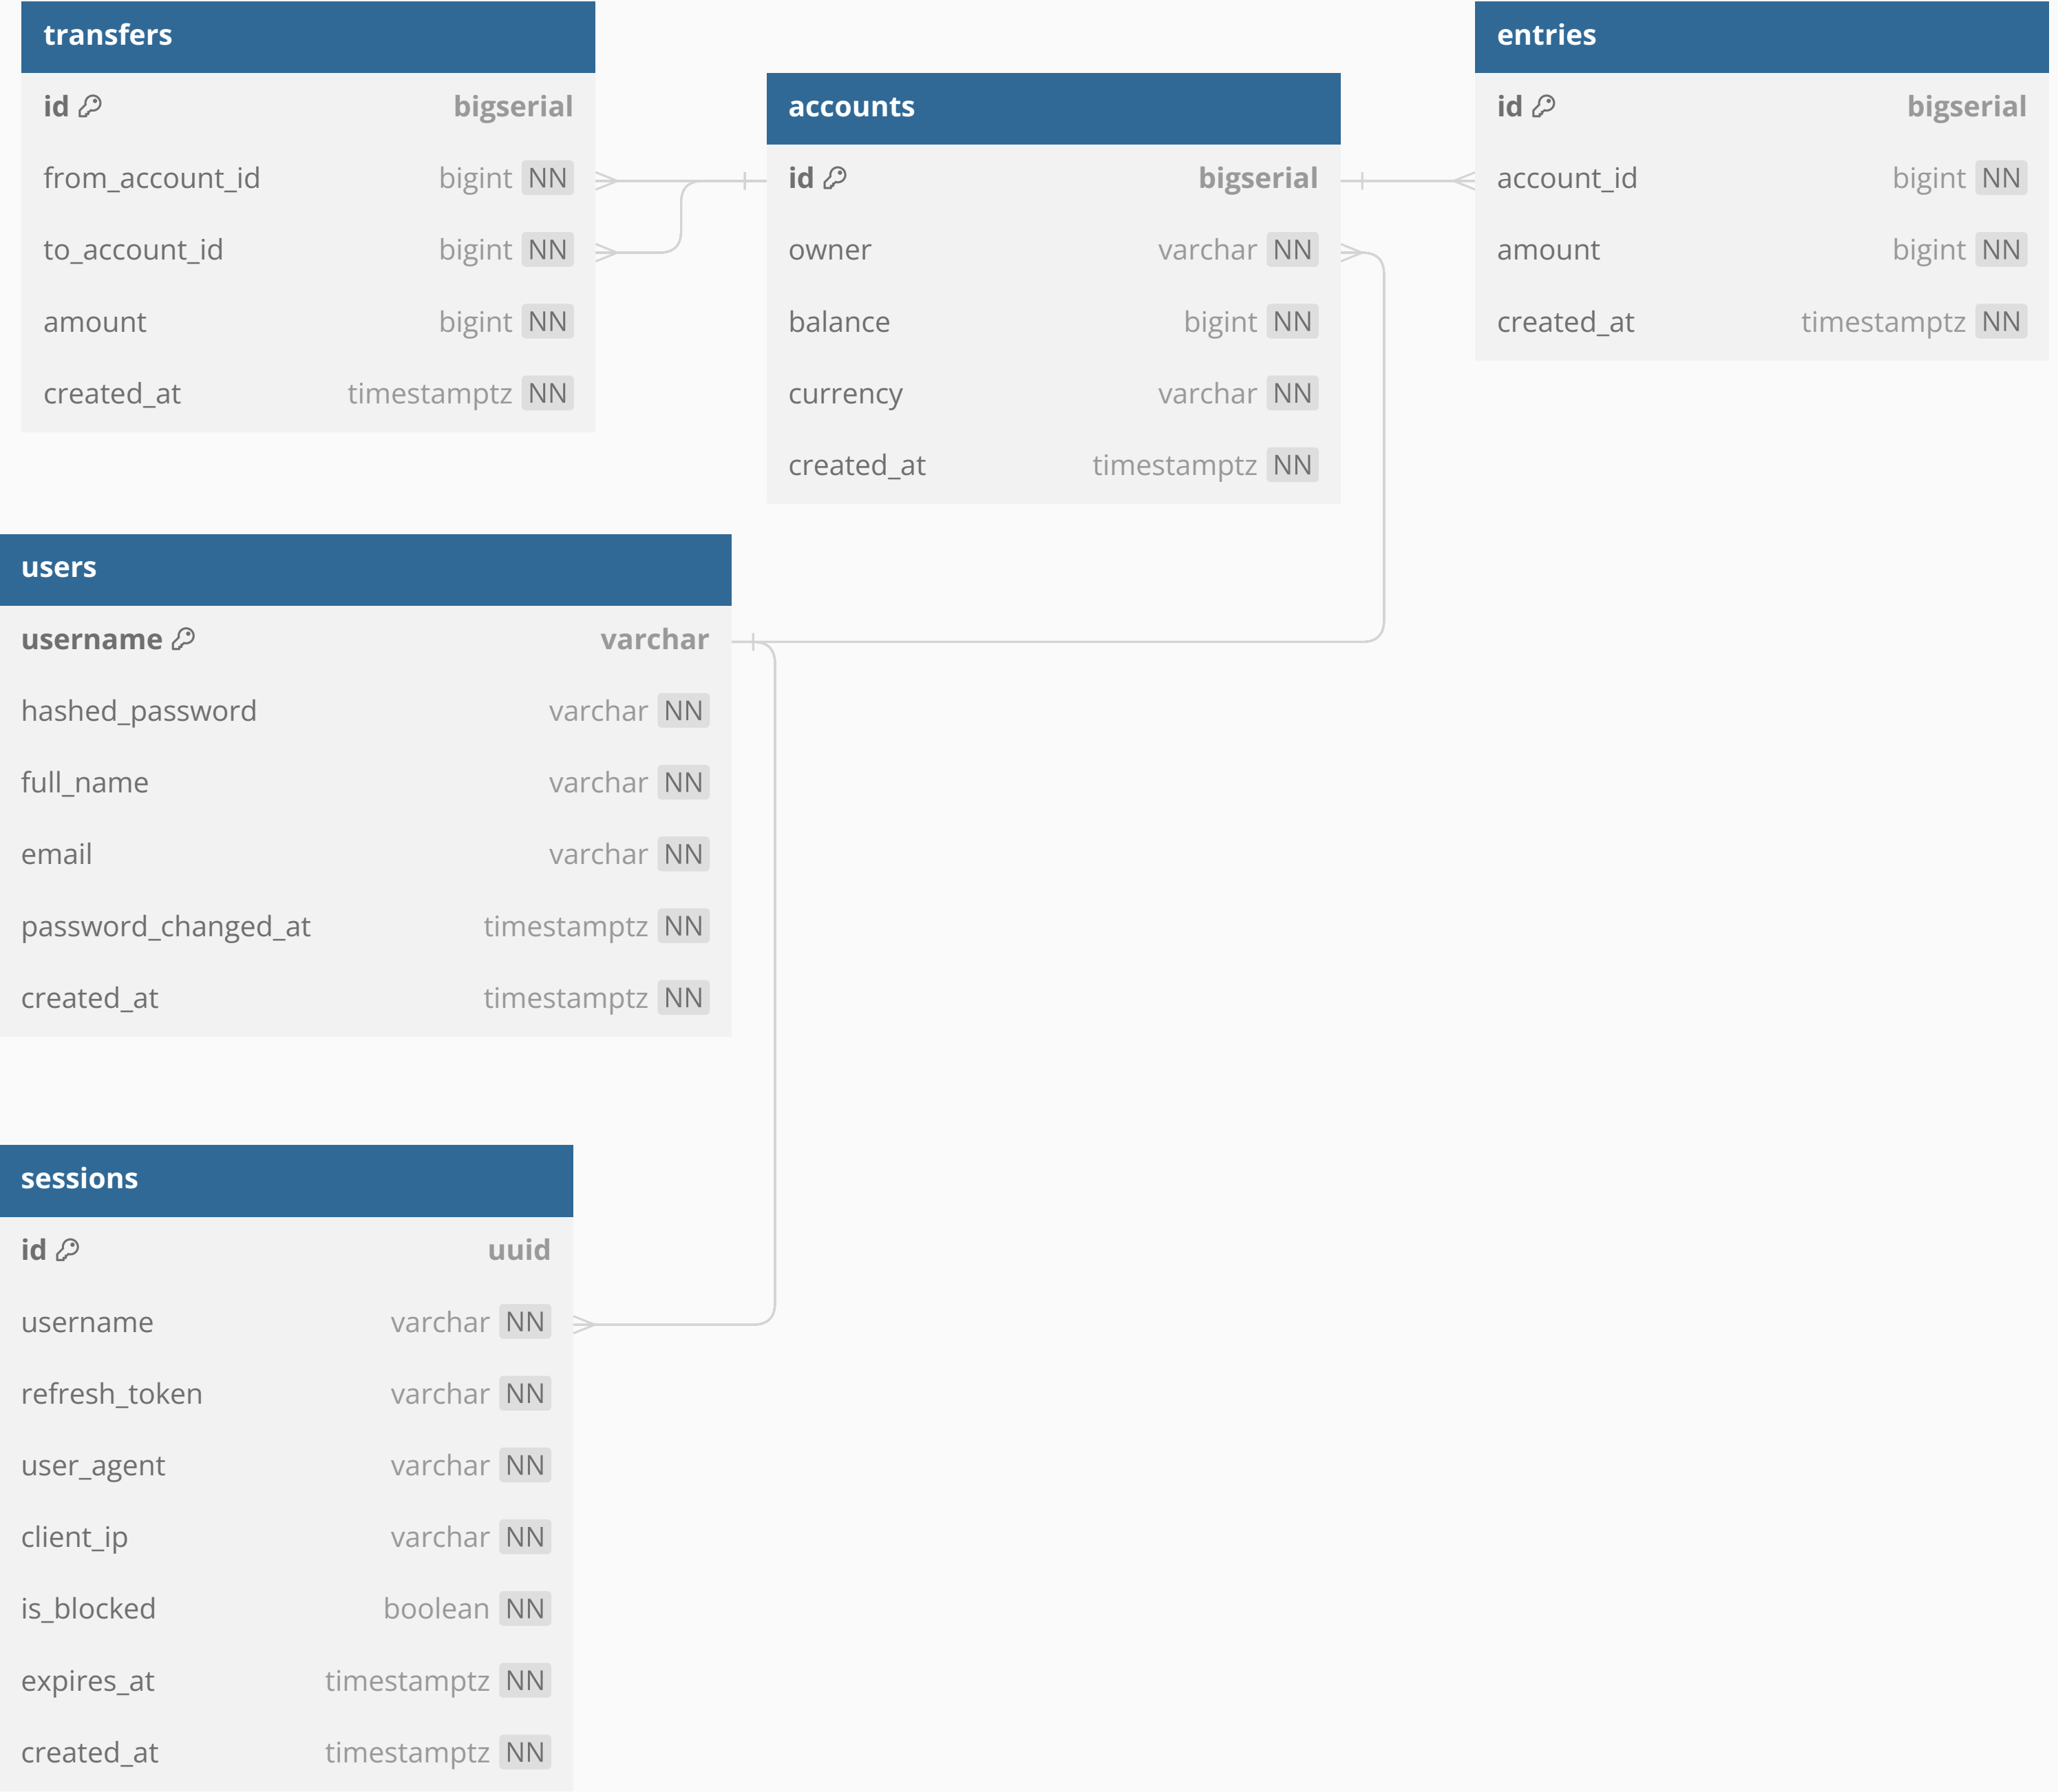 transfers
id bigserial
from_account_id bigint NN
to_account_id bigint NN
amount bigint NN
created_at timestamptz NN
accounts
id bigserial
owner varchar NN
balance bigint NN
currency varchar NN
created_at timestamptz NN
entries
id bigserial
account_id bigint NN
amount bigint NN
created_at timestamptz NN
users
username varchar
hashed_password varchar NN
full_name varchar NN
email varchar NN
password_changed_at timestamptz NN
created_at timestamptz NN
sessions
id uuid
username varchar NN
refresh_token varchar NN
user_agent varchar NN
client_ip varchar NN
is_blocked boolean NN
expires_at timestamptz NN
created_at timestamptz NN